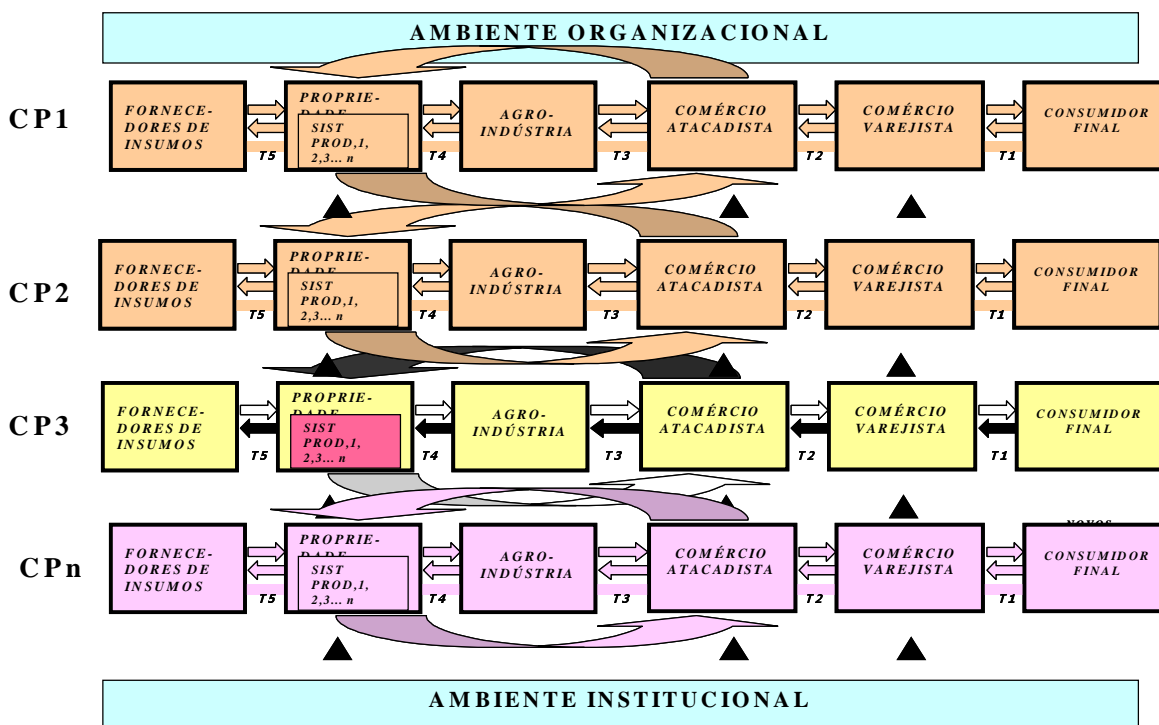 AMBIENTE ORGANIZACIONAL
CP1
FORNECE-
DORES DE
INSUMOS
T5
PROPRIE-
DADE
SIST
PROD,1,
2,3... n
T4
AGRO-
INDÚSTRIA
T3
COMÉRCIO
ATACADISTA
T2
COMÉRCIO
VAREJISTA
T1
CONSUMIDOR
FINAL
CP2
FORNECE-
DORES DE
INSUMOS
T5
PROPRIE-
DADE
SIST
PROD,1,
2,3... n
T4
AGRO-
INDÚSTRIA
T3
COMÉRCIO
ATACADISTA
T2
COMÉRCIO
VAREJISTA
T1
CONSUMIDOR
FINAL
CP3
FORNECE-
DORES DE
INSUMOS
T5
PROPRIE-
DADE
SIST
PROD,1,
2,3... n
T4
AGRO-
INDÚSTRIA
T3
COMÉRCIO
ATACADISTA
T2
COMÉRCIO
VAREJISTA
T1
CONSUMIDOR
FINAL
CPn
FORNECE-
DORES DE
INSUMOS
T5
PROPRIE-
DADE
SIST
PROD,1,
2,3... n
T4
AGRO-
INDÚSTRIA
T3
COMÉRCIO
ATACADISTA
T2
COMÉRCIO
VAREJISTA
T1
NOVOS
CONSUMIDOR
FINAL
AMBIENTE INSTITUCIONAL